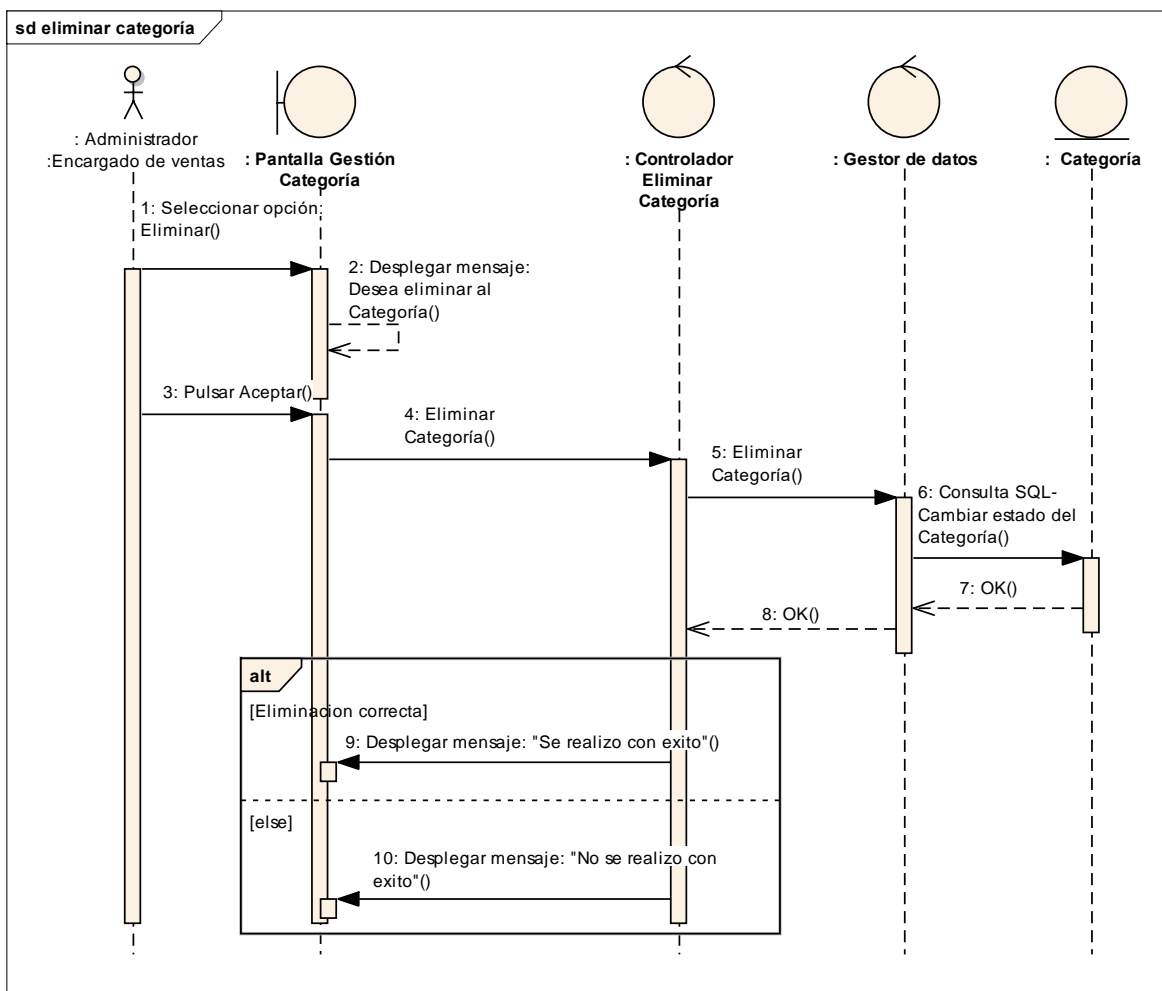 sd eliminar categoría
: Administrador
:Encargado de ventas
: Pantalla Gestión
Categoría
: Controlador
Eliminar
Categoría
: Gestor de datos
: Categoría
1: Seleccionar opción
Eliminar()
2: Desplegar mensaje:
Desea eliminar al
Categoría()
3: Pulsar Aceptar()
4: Eliminar
Categoría()
5: Eliminar
Categoría()
6: Consulta SQL-
Cambiar estado del
Categoría()
7: OK()
8: OK()
alt
[Eliminacion correcta]
9: Desplegar mensaje: "Se realizo con exito"()
[else]
10: Desplegar mensaje: "No se realizo con
exito"()